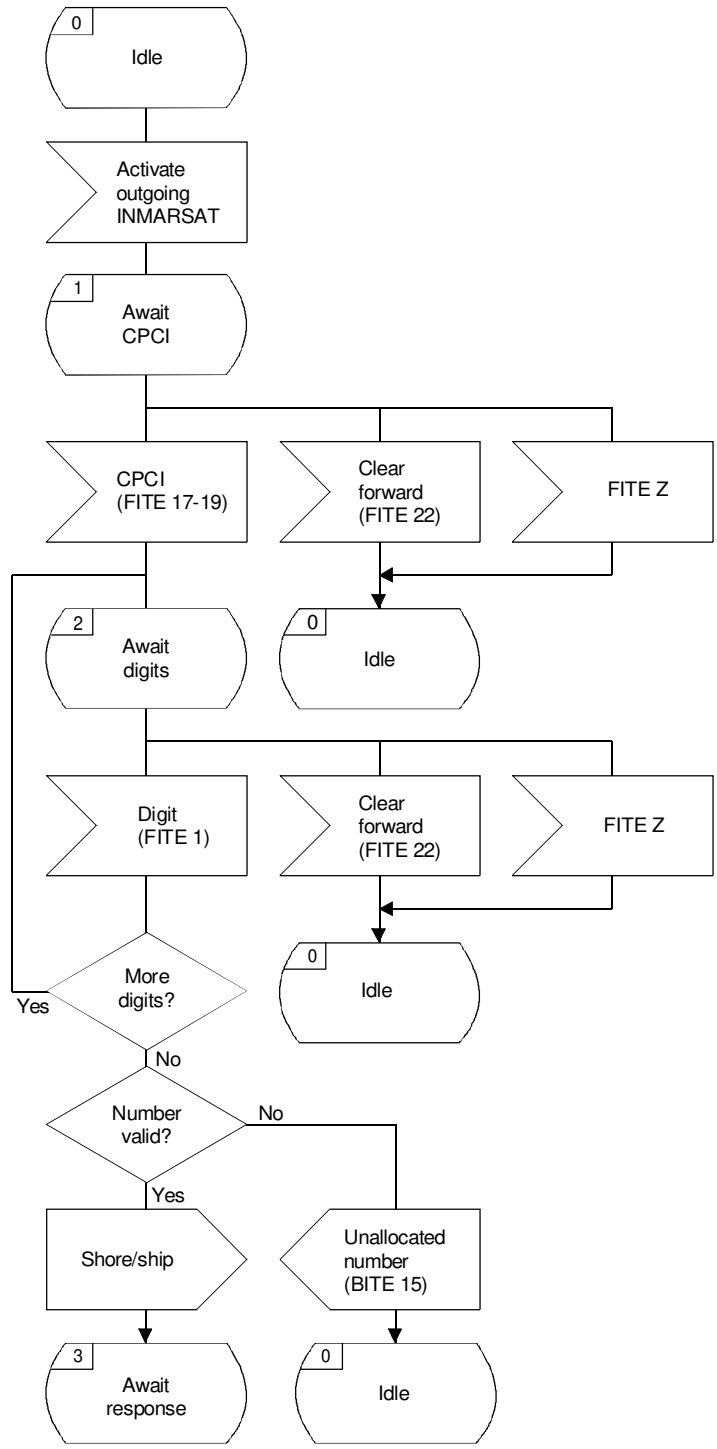 0
Idle
Activate
outgoing
INMARSAT
1
Await
CPCI
CPCI
(FITE 17-19)
Clear
forward
(FITE 22)
FITE Z
2
Await
digits
0
Idle
Digit
(FITE 1)
Clear
forward
(FITE 22)
FITE Z
More
digits?
Yes
No
0
Idle
Number
valid?
No
Yes
Shore/ship
Unallocated
number
(BITE 15)
3
Await
response
0
Idle